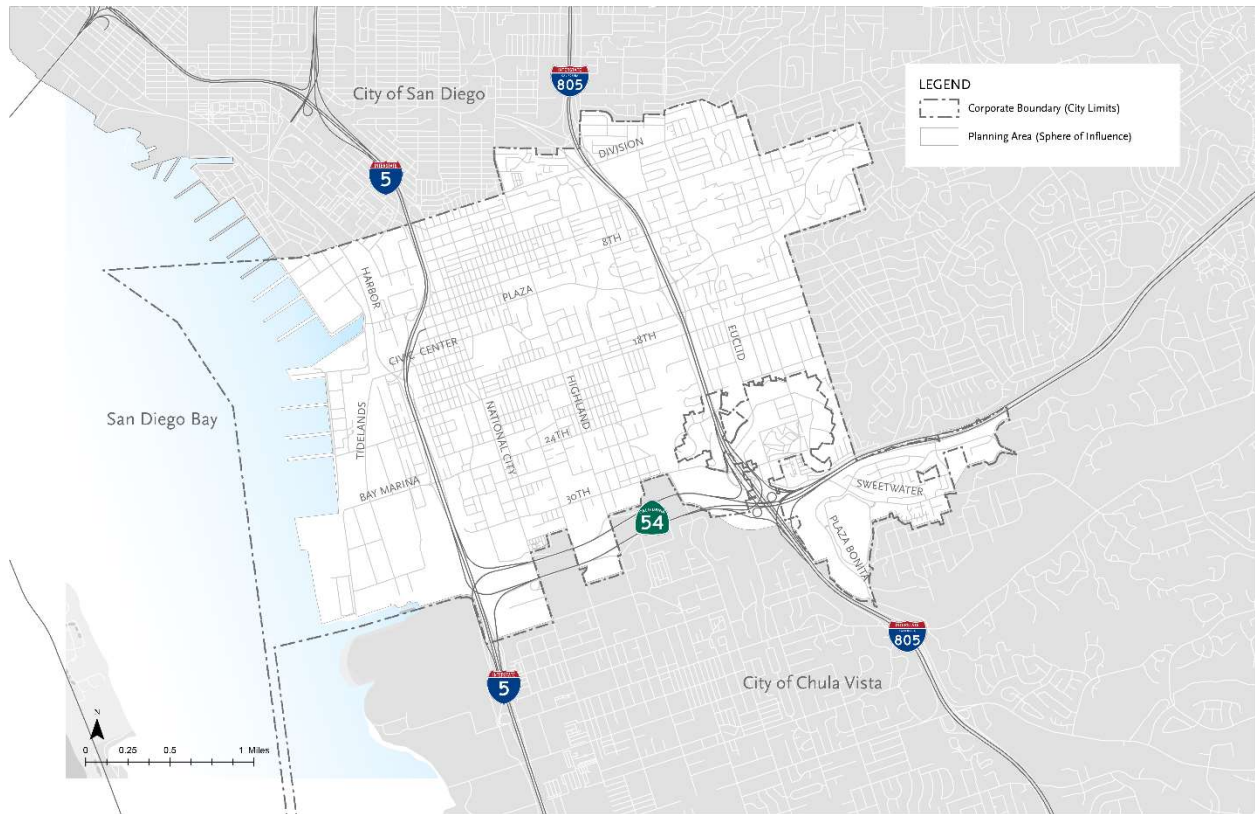 LEGEND
Corporate Boundary (City Limits)
Planning Area (Sphere of Influence)
805
City of San Diego
DIVISION
5
8TH
HARBOR
PLAZA
CIVIC CENTER
18TH
EUCLID
HIGHLAND
San Diego Bay
TIDELANDS
NATIONAL CITY
24TH
BAY MARINA
30TH
SWEETWATER
54
PLAZA BONITA
805
5
City of Chula Vista
N
0 0.25 0.5 1 Miles